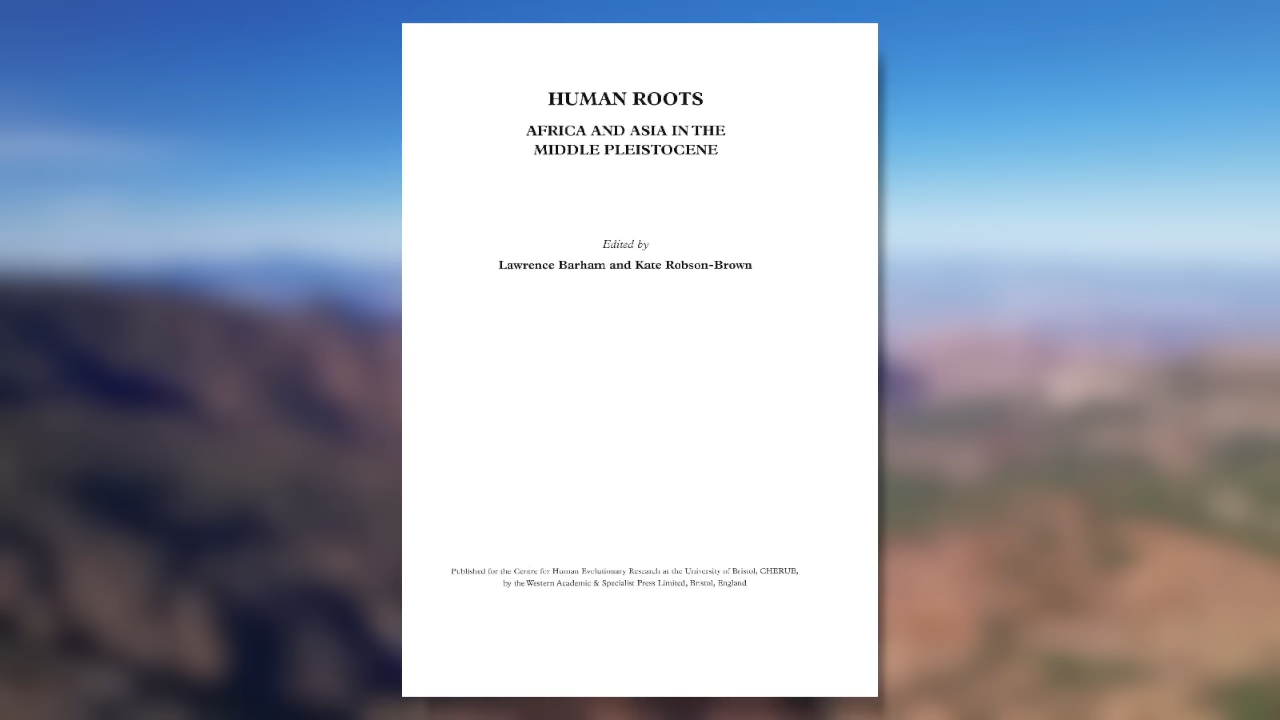 HUMAN ROOTS
AFRICA AND ASIA IN THE
MIDDLE PLEISTOCENE
Edited by
Lawrence Barham and Kate Robson-Brown
Published for the Centre for Human Evolutionary Research at the University of Bristol, CHERUB,
by the Western Academic & Specialist Press Limited, Bristol, England